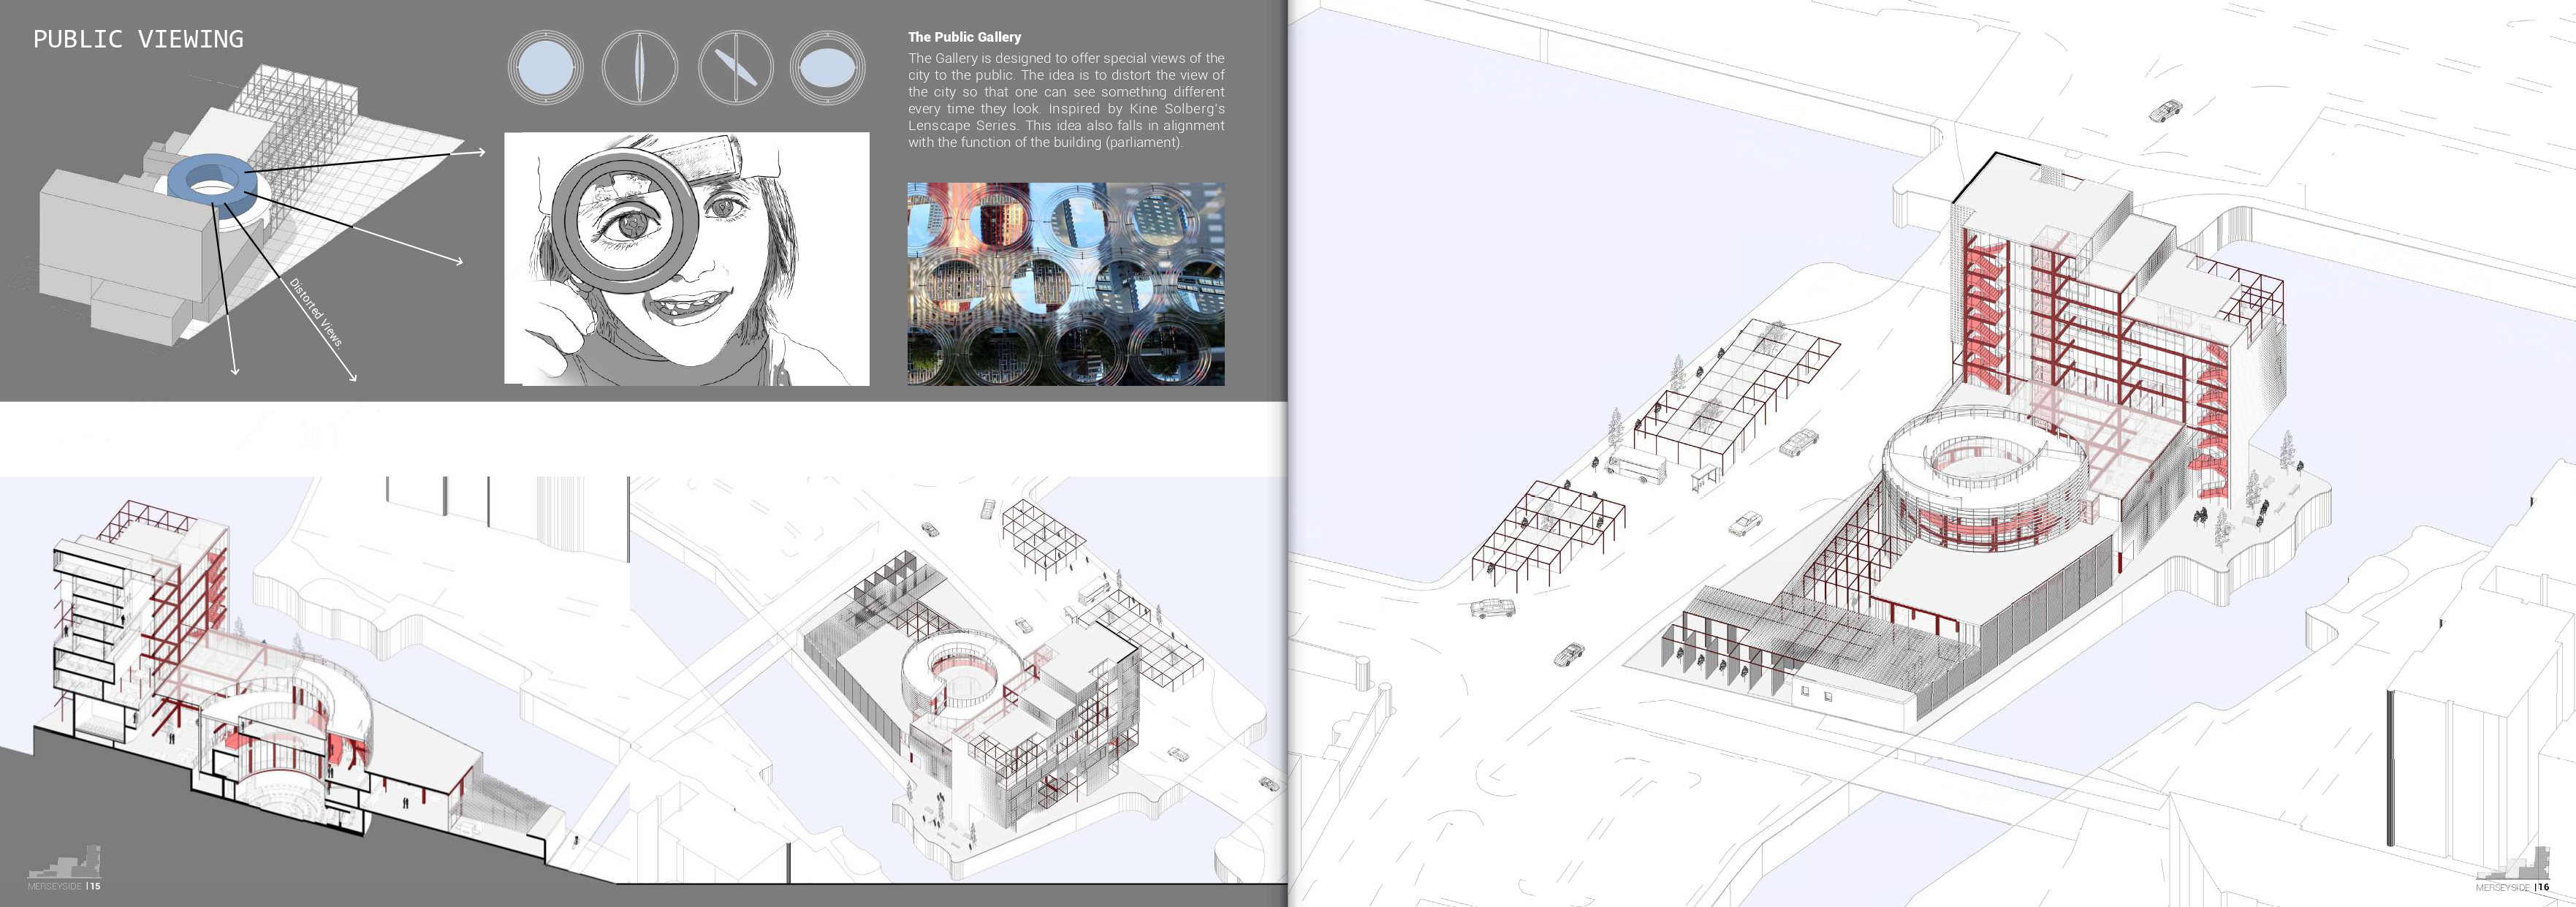 PUBLIC VIEWING
Distorted Views.
The Public Gallery
The Gallery is designed to offer special views of the
city to the public. The idea is to distort the view of
the city so that one can see something different
every time they look. Inspired by Kine Solberg's
Lenscape Series. This idea also falls in alignment
with the function of the building (parliament).
MERSEYSIDE | 15
MERSEYSIDE | 16